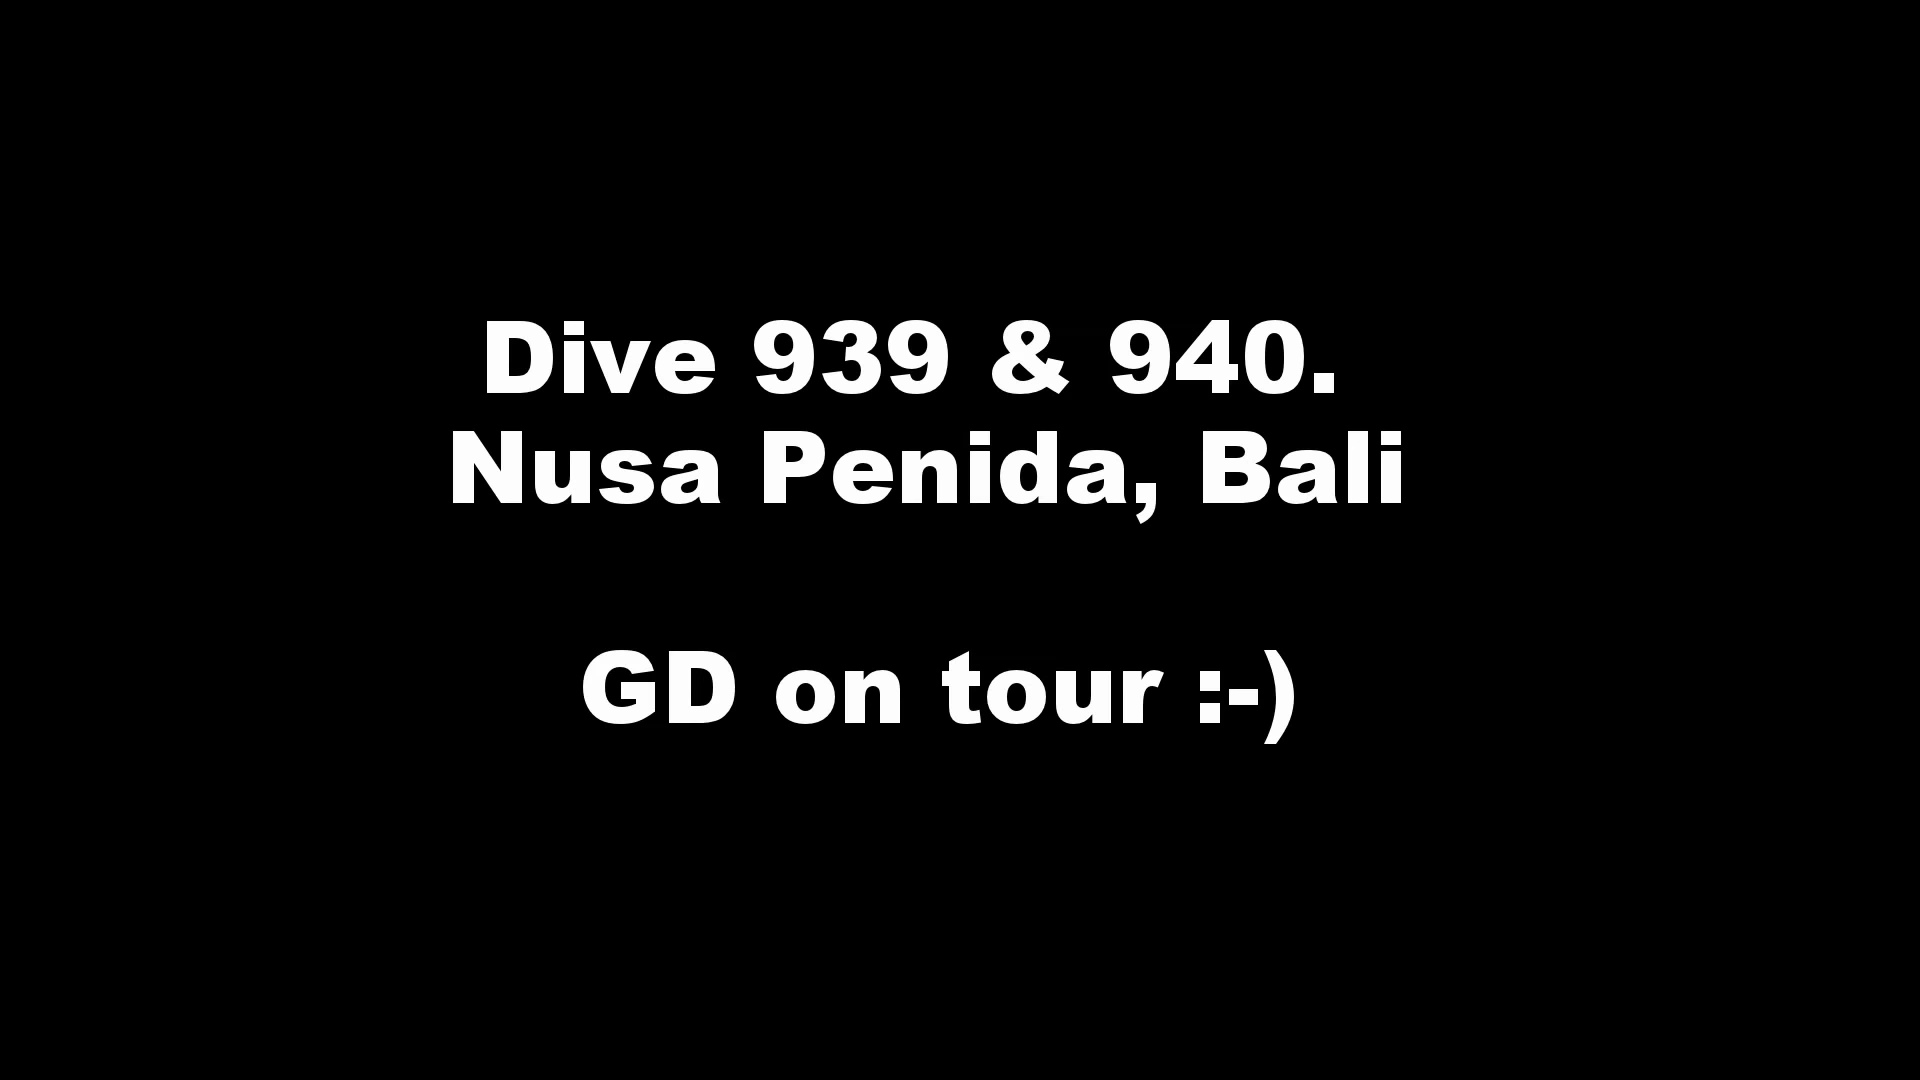 Dive 939 & 940.
Nusa Penida, Bali
GD on tour :-)